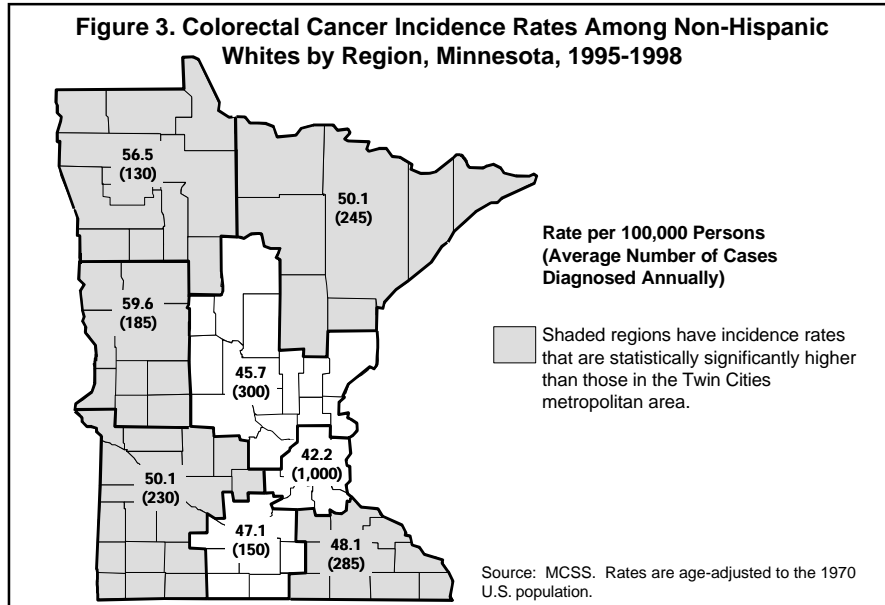 Figure 3. Colorectal Cancer Incidence Rates Among Non-Hispanic
Whites by Region, Minnesota, 1995-1998
56.5
(130)
50.1
(245)
Rate per 100,000 Persons
(Average Number of Cases
Diagnosed Annually)
59.6
(185)
Shaded regions have incidence rates
that are statistically significantly higher
than those in the Twin Cities
metropolitan area.
45.7
(300)
42.2
(1,000)
50.1
(230)
47.1
(150)
48.1
(285)
Source: MCSS. Rates are age-adjusted to the 1970
U.S. population.